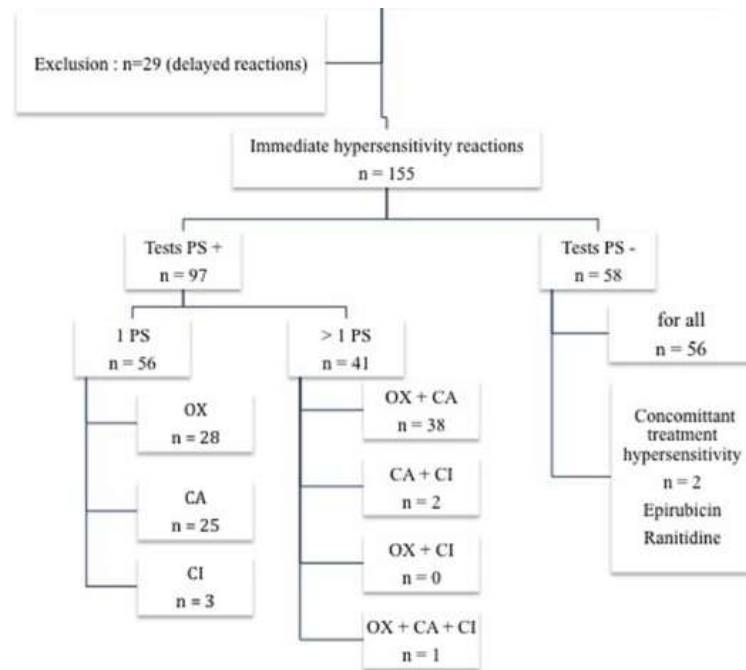 Exclusion : n=29 (delayed reactions)
Immediate hypersensitivity reactions
n = 155
Tests PS +
n = 97
Tests PS -
n = 58
1 PS
n = 56
> 1 PS
n = 41
for all
n = 56
OX
n = 28
OX + CA
n = 38
Concomittant
treatment
hypersensitivity
n = 2
Epirubicin
Ranitidine
CA
n = 25
CA + CI
n = 2
CI
n = 3
OX + CI
n = 0
OX + CA + CI
n = 1